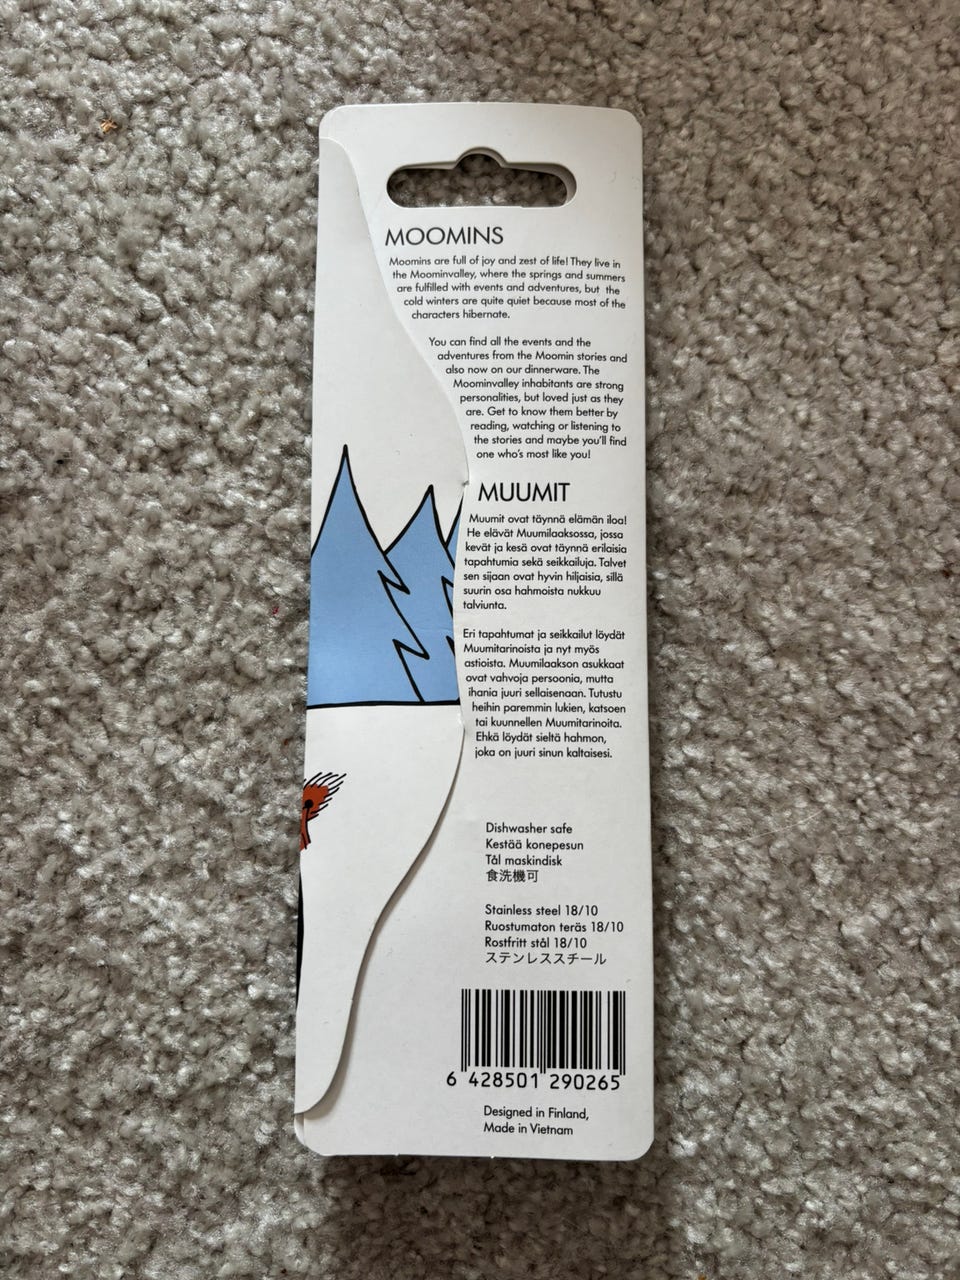 MOOMINS
Moomins are full of joy and zest of life! They live in
the Moominvalley, where the springs and summers
are fulfilled with events and adventures, but the
cold winters are quite quiet because most of the
characters hibernate.
You can find all the events and the
adventures from the Moomin stories and
also now on our dinnerware. The
Moominvalley inhabitants are strong
personalities, but loved just as they
are. Get to know them better by
reading, watching or listening to
the stories and maybe you'll find
one who's most like you!
MUUMIT
Muumit ovat täynnä elämän iloa!
He elävät Muumilaaksossa, jossa
kevät ja kesä ovat täynnä erilaisia
tapahtumia sekä seikkailuja. Talvet
sen sijaan ovat hyvin hiljaisia, sillä
suurin osa hahmoista nukkuu
talviunta.
Eri tapahtumat ja seikkailut löydät
Muumitarinoista ja nyt myös
astioista. Muumilaakson asukkaat
ovat vahvoja persoonia, mutta
ihania juuri sellaisenaan. Tutustu
heihin paremmin lukien, katsoen
tai kuunnellen Muumitarinoita.
Ehkä löydät sieltä hahmon,
joka on juuri sinun kaltaisesi.
Dishwasher safe
Kestää konepesun
Tål maskindisk
食洗機可
Stainless steel 18/10
Ruostumaton teräs 18/10
Rostfritt stål 18/10
ステンレススチール
6 428501 290265
Designed in Finland,
Made in Vietnam